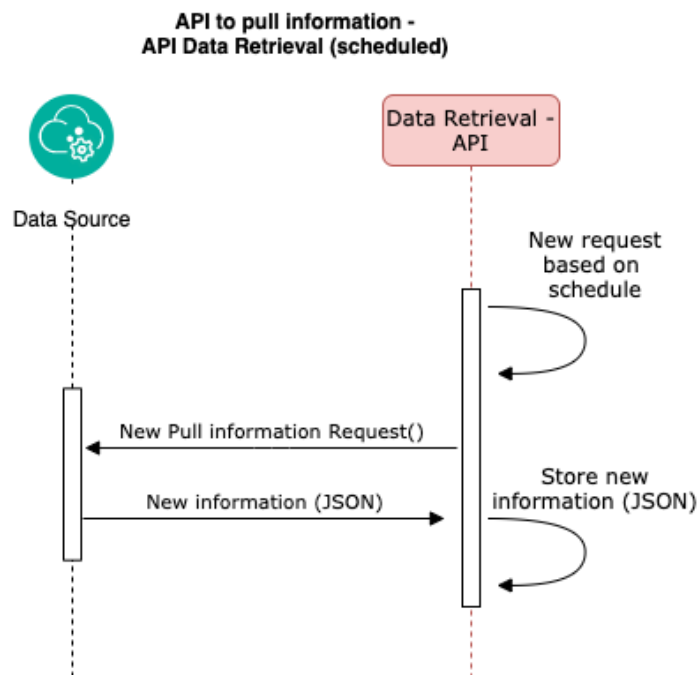 API to pull information -
API Data Retrieval (scheduled)
Data Retrieval -
API
Data Source
New request
based on
schedule
New Pull information Request()
Store new
information (JSON)
New information (JSON)